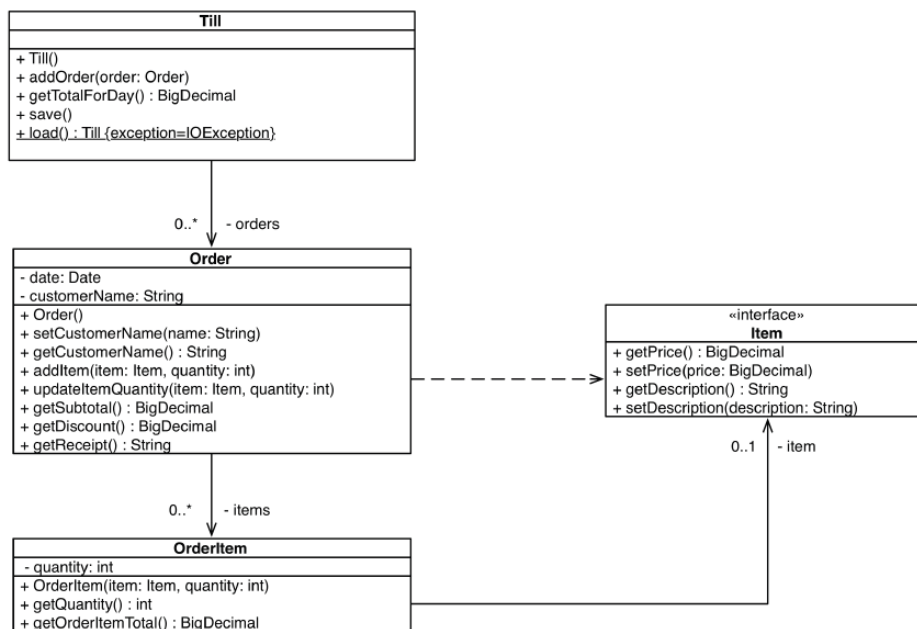 Till
+ Till()
+ addOrder(order: Order)
+ getTotalForDay() : BigDecimal
+ save()
+ load() : Till {exception=IOException}
0..* - orders
Order
- date: Date
- customerName: String
+ Order()
+ setCustomerName(name: String)
+ getCustomerName() : String
+ addItem(item: Item, quantity: int)
+ updateItemQuantity(item: Item, quantity: int)
+ getSubtotal() : BigDecimal
+ getDiscount() : BigDecimal
+ getReceipt() : String
«interface»
Item
+ getPrice() : BigDecimal
+ setPrice(price: BigDecimal)
+ getDescription() : String
+ setDescription(description: String)
0..1 - item
0..* - items
OrderItem
- quantity: int
+ OrderItem(item: Item, quantity: int)
+ getQuantity() : int
+ getOrderItemTotal() : BigDecimal